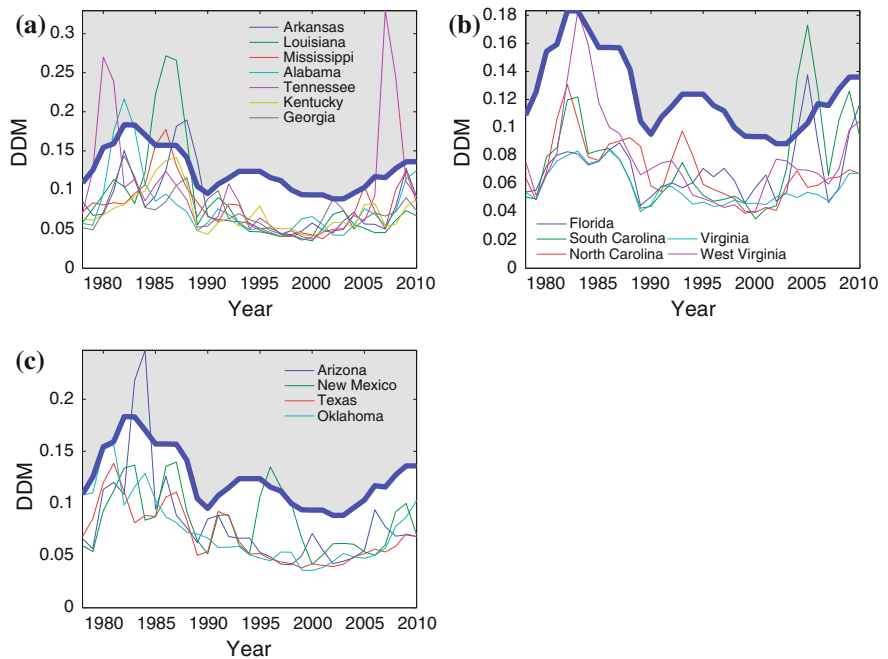 (a)
0.3
0.25
0.2
0.15
0.1
0.05
0
DDM
Arkansas
Louisiana
Mississippi
Alabama
Tennessee
Kentucky
Georgia
1980 1985 1990 1995 2000 2005 2010
Year
(b)
0.18
0.16
0.14
0.12
0.1
0.08
0.06
0.04
0.02
0
DDM
Florida
South Carolina
North Carolina
Virginia
West Virginia
1980 1985 1990 1995 2000 2005 2010
Year
(c)
0.2
0.15
0.1
0.05
0
DDM
Arizona
New Mexico
Texas
Oklahoma
1980 1985 1990 1995 2000 2005 2010
Year